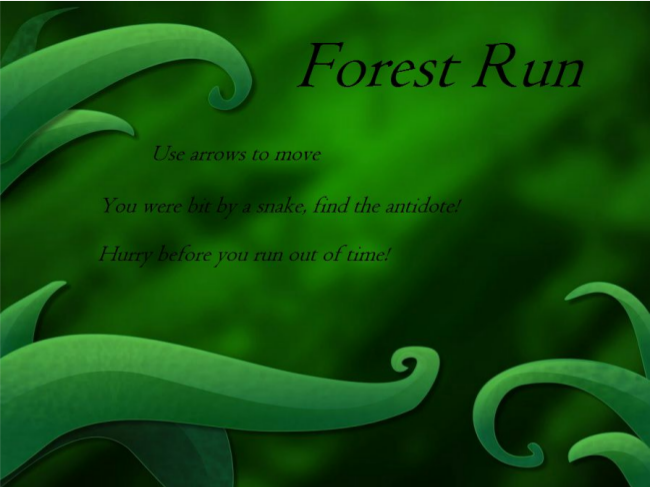 Forest Run
Use arrows to move
You were bit by a snake, find the antidote!
Hurry before you run out of time!